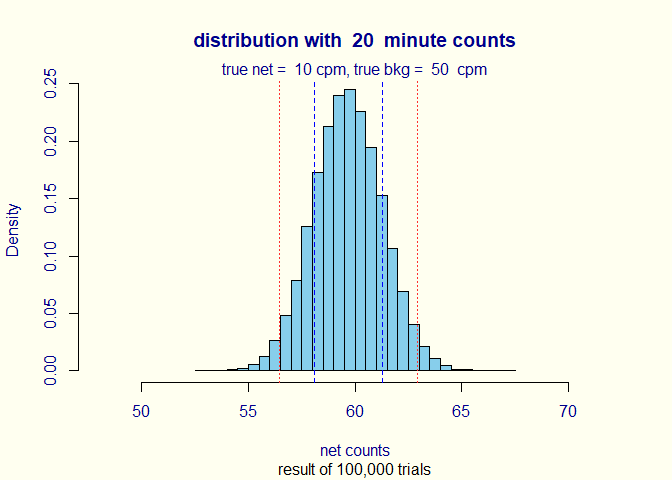 distribution with  20  minute counts
true net =  10 cpm, true bkg =  50  cpm
Density
0.25
0.20
0.15
0.10
0.05
0.00
50 55 60 65 70
net counts
result of 100,000 trials